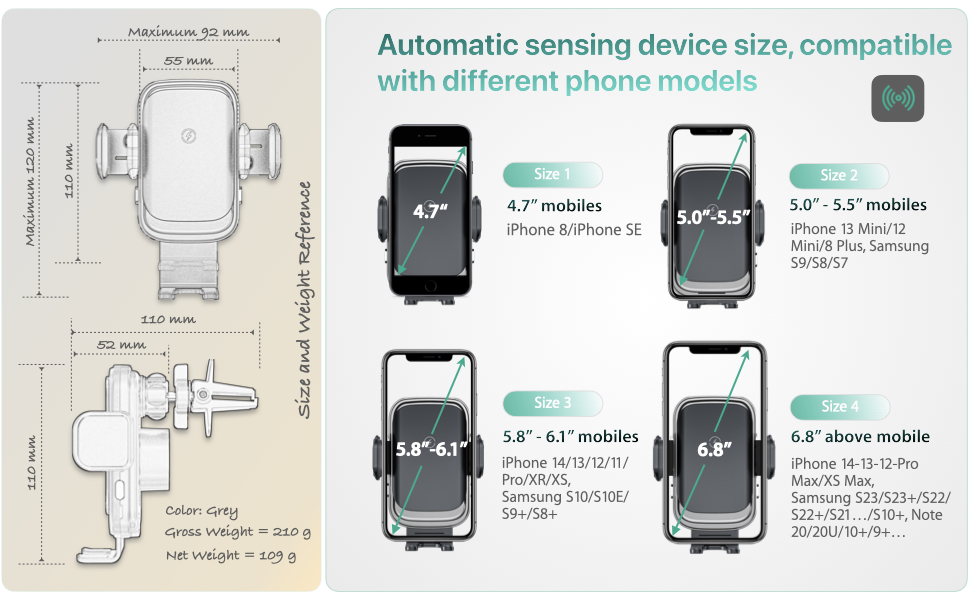 Maximum 92 mm
55 mm
Maximum 120 mm
110 mm
Size and Weight Reference
110 mm
52 mm
110 mm
Color: Grey
Gross Weight = 210 g
Net Weight = 109 g
Automatic sensing device size, compatible
with different phone models
4.7“
Size 1
4.7” mobiles
iPhone 8/iPhone SE
5.0”-5.5”
Size 2
5.0” - 5.5” mobiles
iPhone 13 Mini/12
Mini/8 Plus, Samsung
S9/S8/S7
5.8”-6.1”
Size 3
5.8” - 6.1” mobiles
iPhone 14/13/12/11/
Pro/XR/XS,
Samsung S10/S10E/
S9+/S8+
6.8”
Size 4
6.8” above mobile
iPhone 14-13-12-Pro
Max/XS Max,
Samsung S23/S23+/S22/
S22+/S21.../S10+, Note
20/20U/10+/9+...